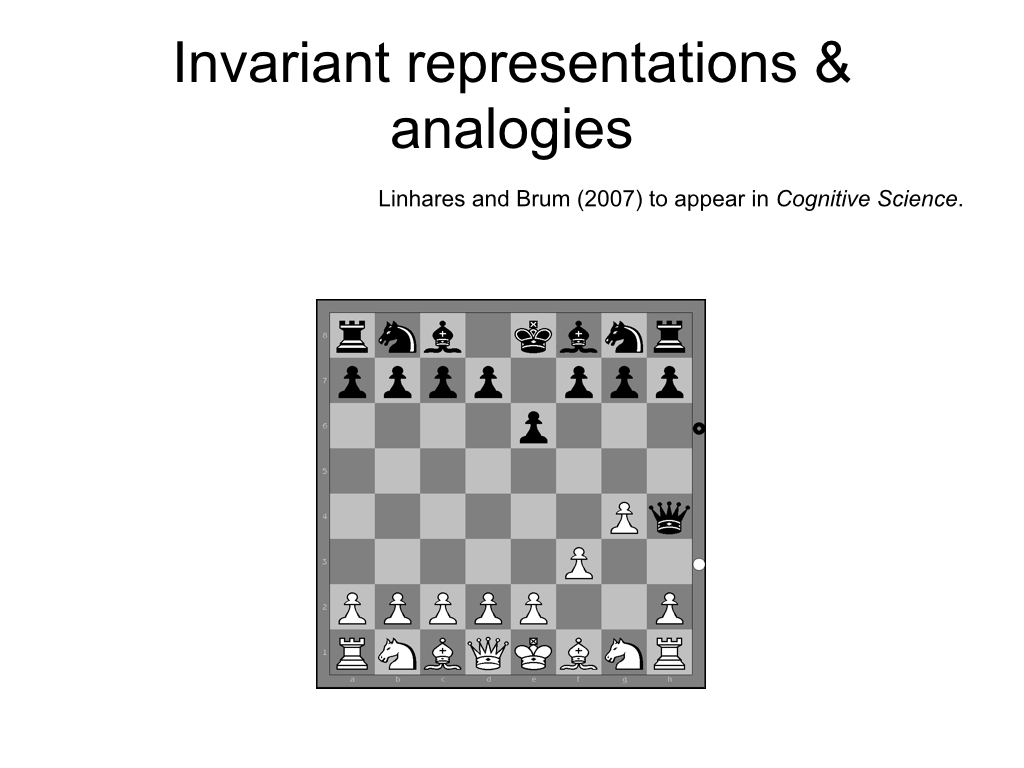 Invariant representations &
analogies
Linhares and Brum (2007) to appear in Cognitive Science.
8
7
6
5
4
3
2
1
a b c d e f g h